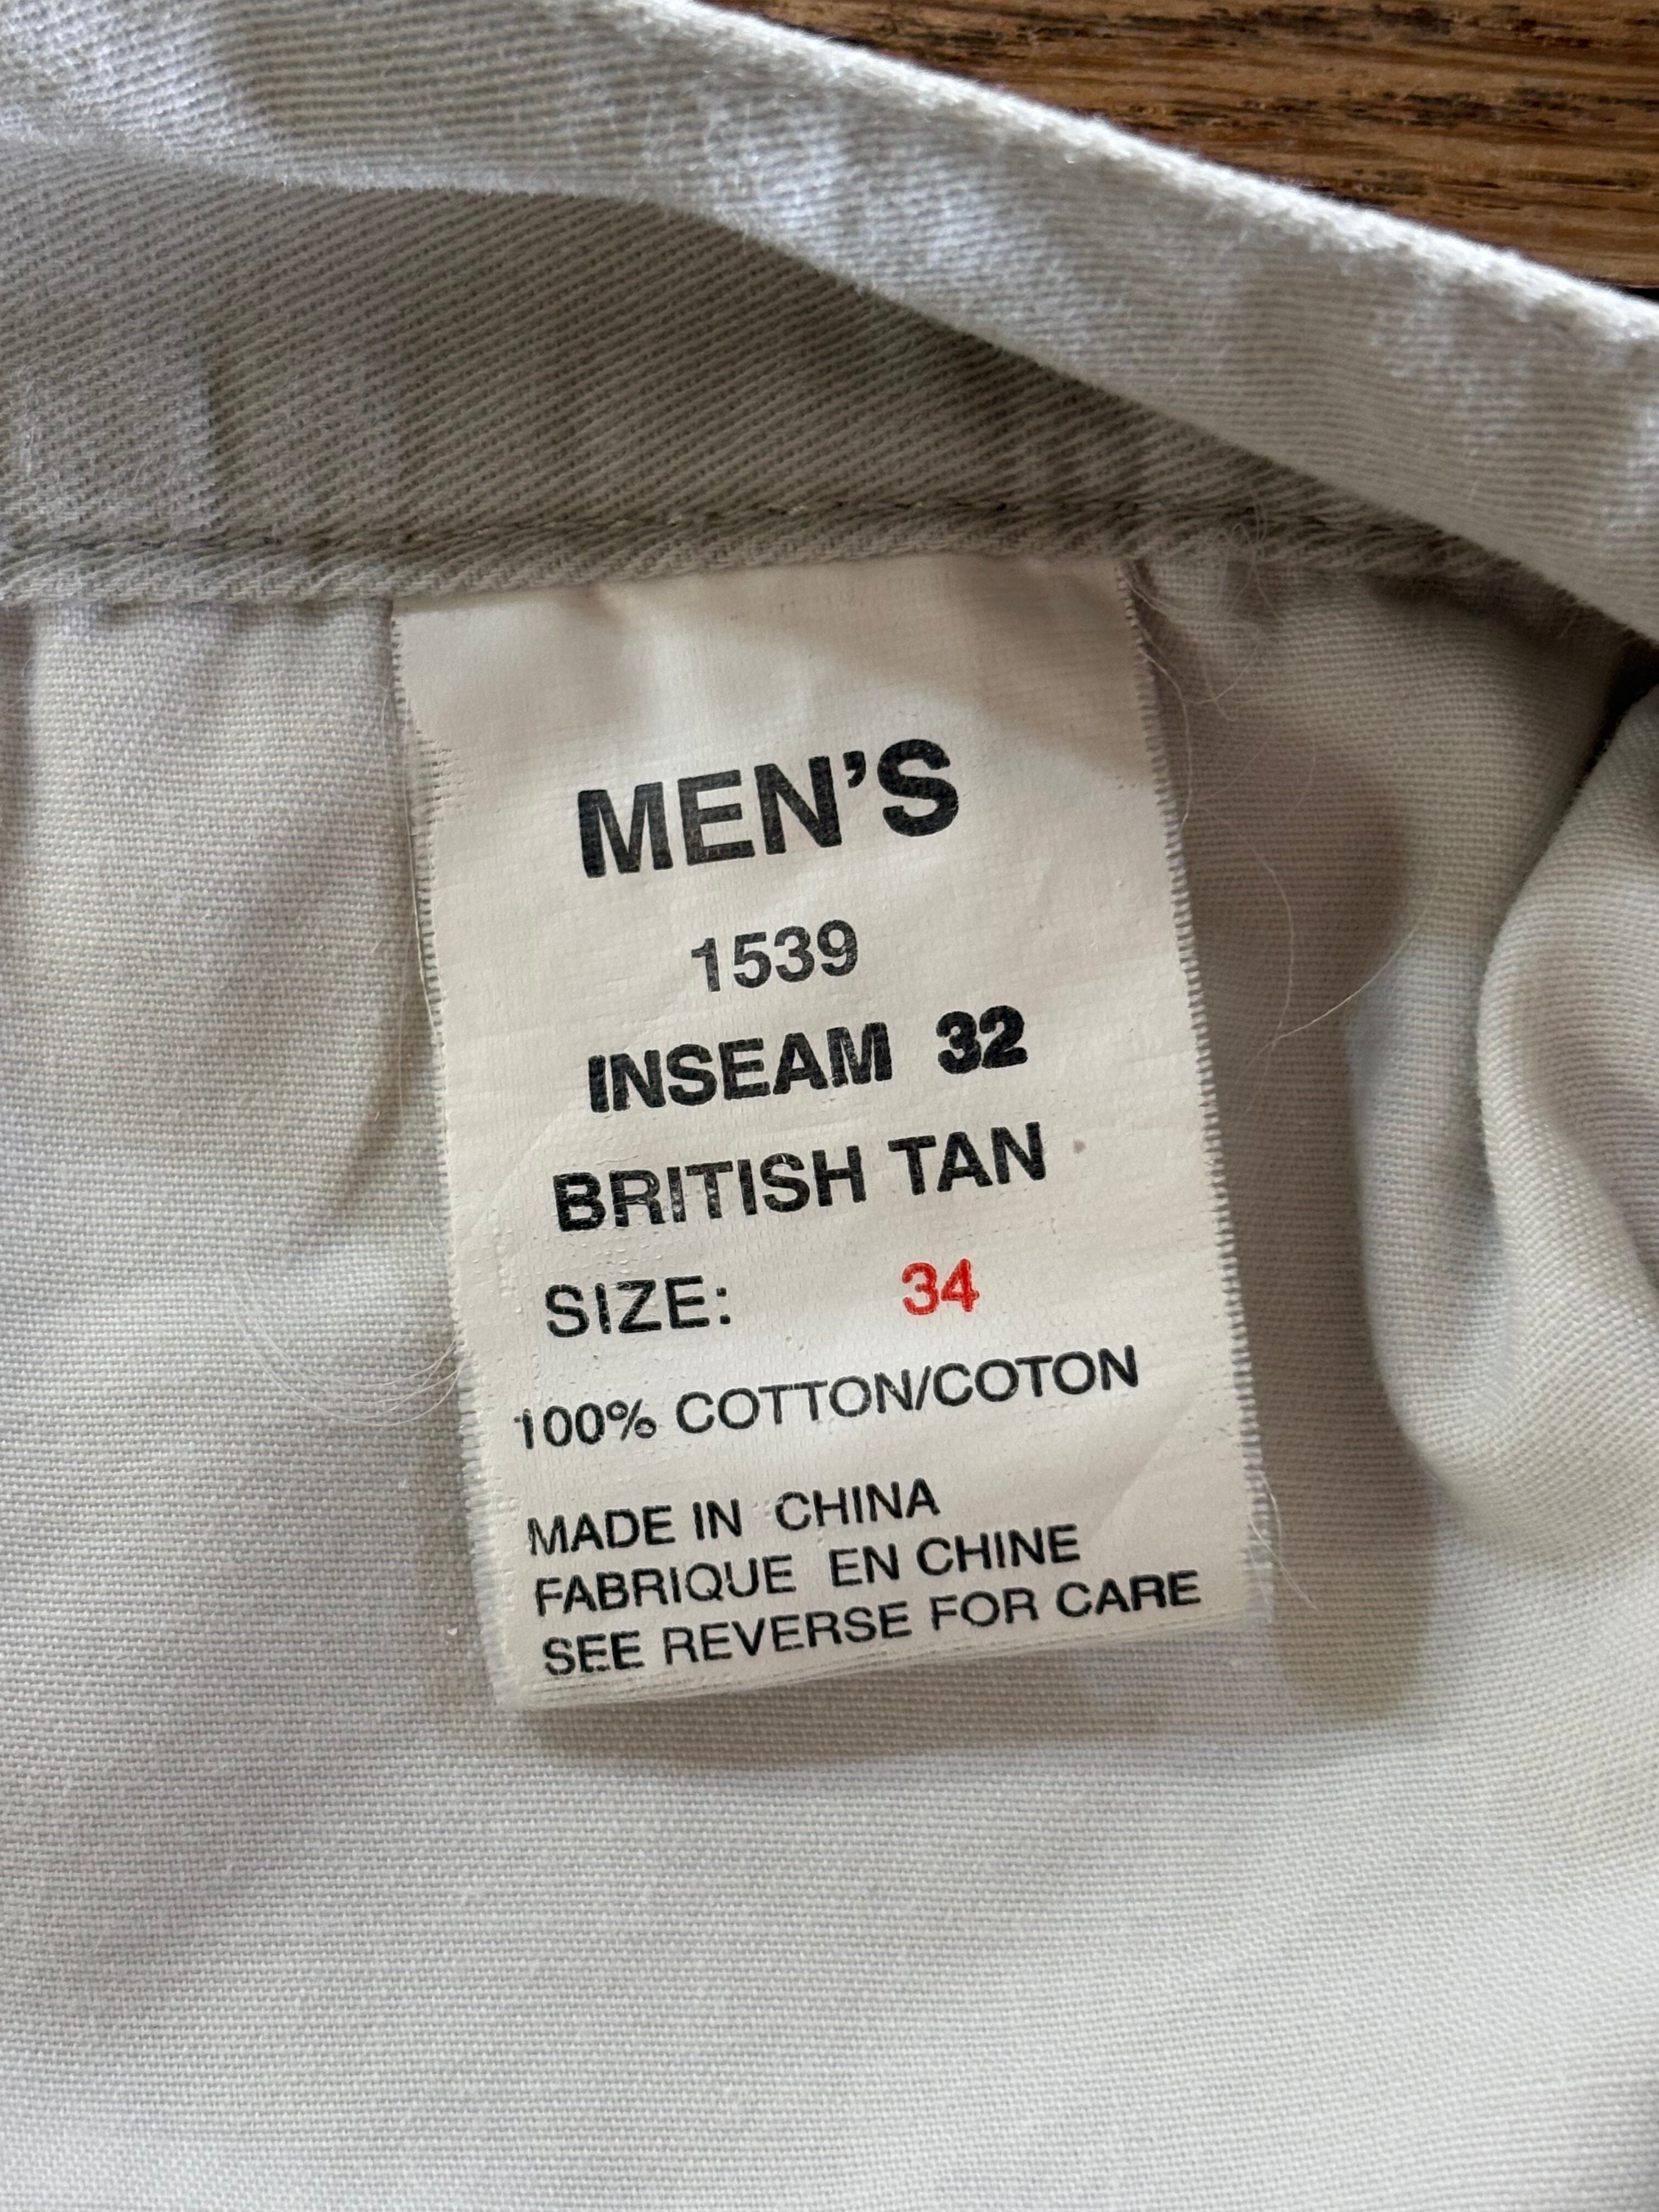 MEN'S
1539
INSEAM 32
BRITISH TAN
SIZE: 34
100% COTTON/COTON
MADE IN CHINA
FABRIQUE EN CHINE
SEE REVERSE FOR CARE